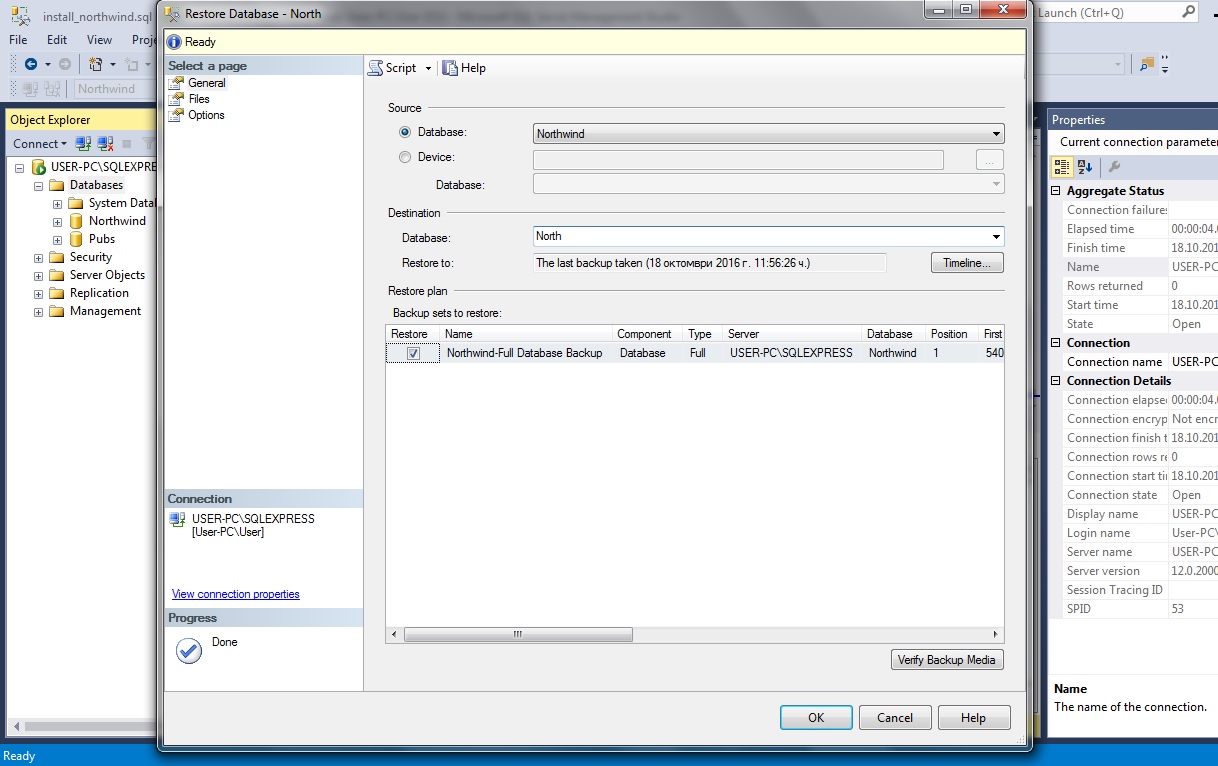 install_northwind.sql
Restore Database - North
Launch (Ctrl+Q)
File Edit View Proje
Northwind
Ready
Select a page
General
Files
Options
Script
Help
Object Explorer
Connect
USER-PC\SQLEXPRE
Databases
System Data
Northwind
Pubs
Security
Server Objects
Replication
Management
Source
Database: Northwind
Device:
...
Database:
Destination
Database: North
Restore to: The last backup taken (18 октомври 2016 г. 11:56:26 ч.)
Timeline...
Restore plan
Backup sets to restore:
Restore Name Component Type Server Database Position First
Northwind-Full Database Backup Database Full USER-PC\SQLEXPRESS Northwind 1 540
Connection
USER-PC\SQLEXPRESS
[User-PC\User]
View connection properties
Progress
Done
Verify Backup Media
OK Cancel Help
Properties
Current connection parameter
Aggregate Status
Connection failures
Elapsed time 00:00:04.
Finish time 18.10.201
Name USER-PC
Rows returned 0
Start time 18.10.201
State Open
Connection
Connection name USER-PC
Connection Details
Connection elapse 00:00:04.
Connection encryp Not encr
Connection finish t 18.10.201
Connection rows re 0
Connection start ti 18.10.201
Connection state Open
Display name USER-PC
Login name User-PC\
Server name USER-PC
Server version 12.0.2000
Session Tracing ID
SPID 53
Name
The name of the connection.
Ready